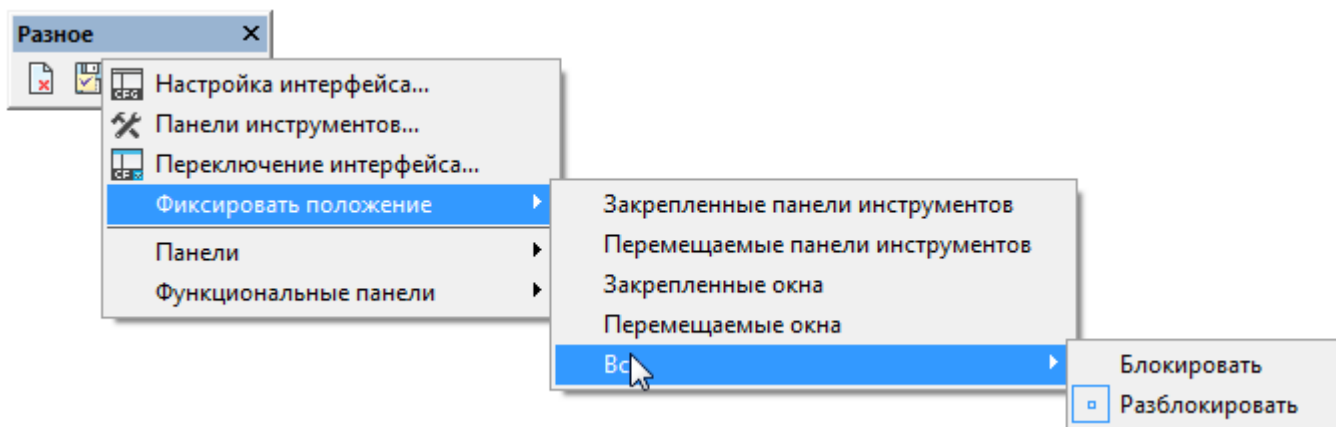 Разное
Настройка интерфейса...
Панели инструментов...
Переключение интерфейса...
Фиксировать положение
Панели
Функциональные панели
Закрепленные панели инструментов
Перемещаемые панели инструментов
Закрепленные окна
Перемещаемые окна
Блокировать
Разблокировать